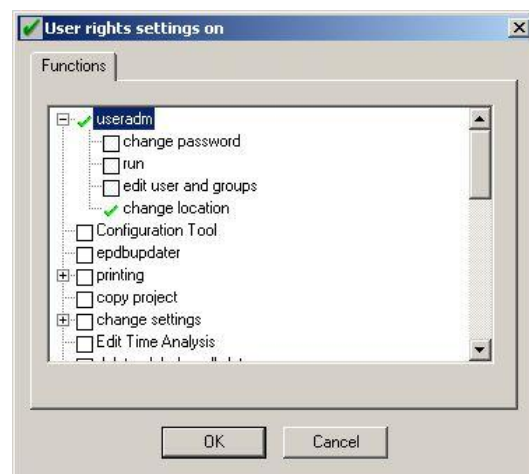 User rights settings on
Functions
useradm
change password
run
edit user and groups
change location
Configuration Tool
epdbupdater
printing
copy project
change settings
Edit Time Analysis
OK
Cancel